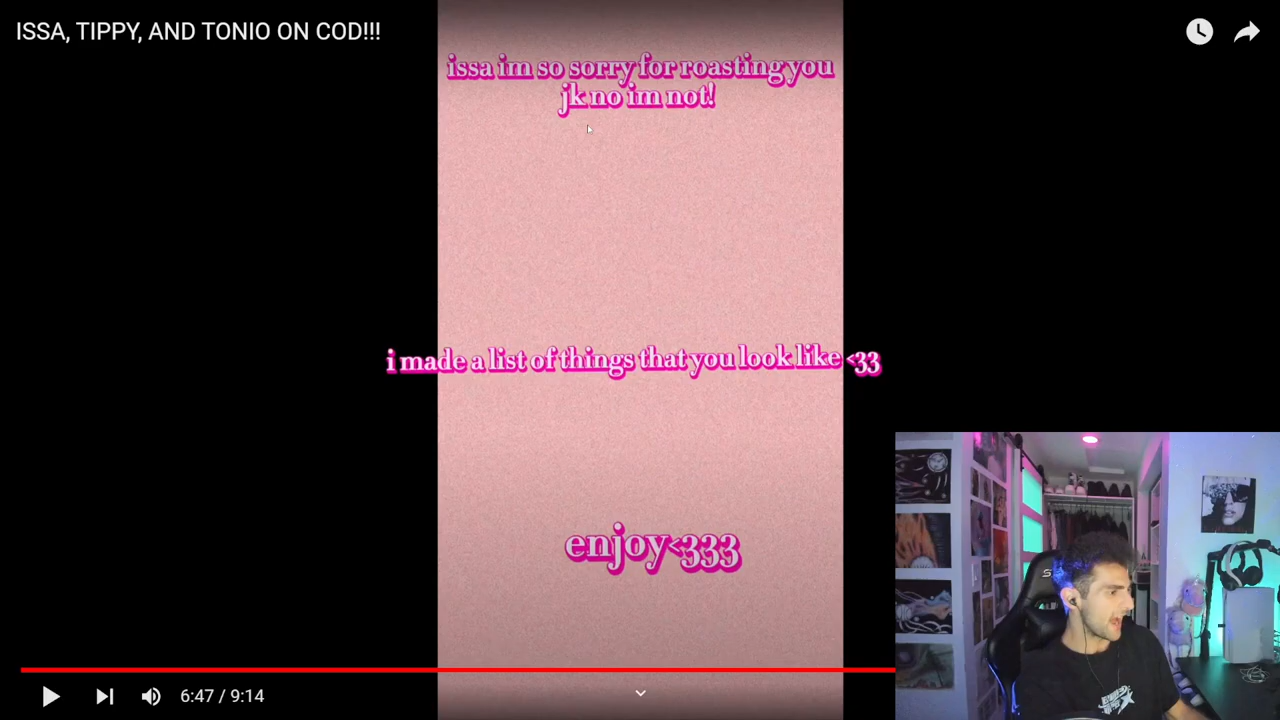 ISSA, TIPPY, AND TONIO ON COD!!!
issa im so sorry for roasting you
jk no im not!
i made a list of things that you look like <33
enjoy<333
6:47 / 9:14